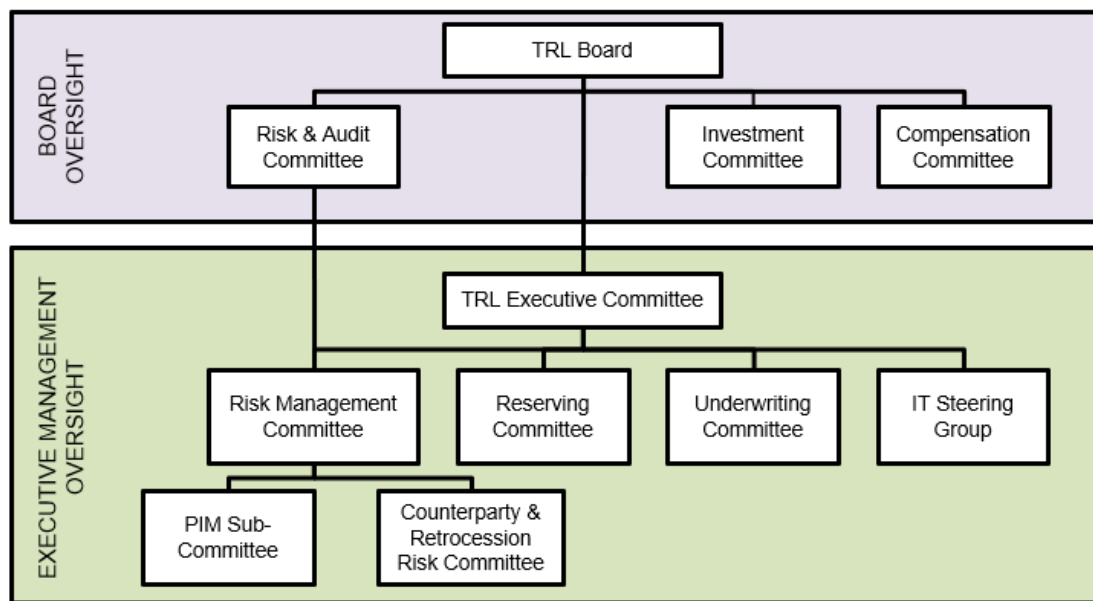 BOARD
OVERSIGHT
TRL Board
Risk & Audit
Committee
Investment
Committee
Compensation
Committee
EXECUTIVE MANAGEMENT
OVERSIGHT
TRL Executive Committee
Risk Management
Committee
Reserving
Committee
Underwriting
Committee
IT Steering
Group
PIM Sub-
Committee
Counterparty &
Retrocession
Risk Committee